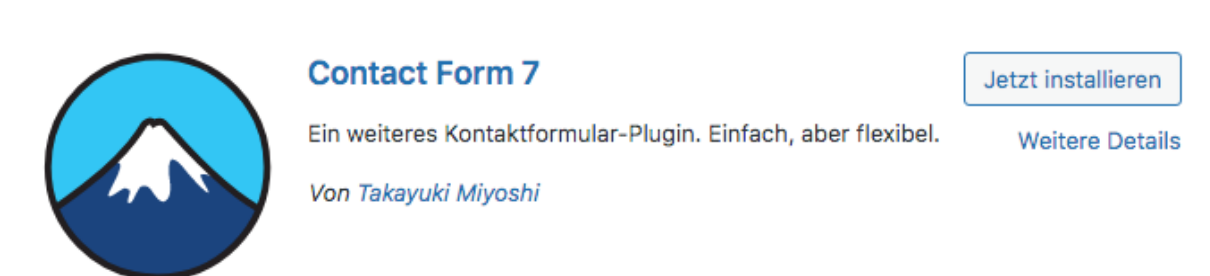 Contact Form 7
Jetzt installieren
Ein weiteres Kontaktformular-Plugin. Einfach, aber flexibel.
Weitere Details
Von Takayuki Miyoshi